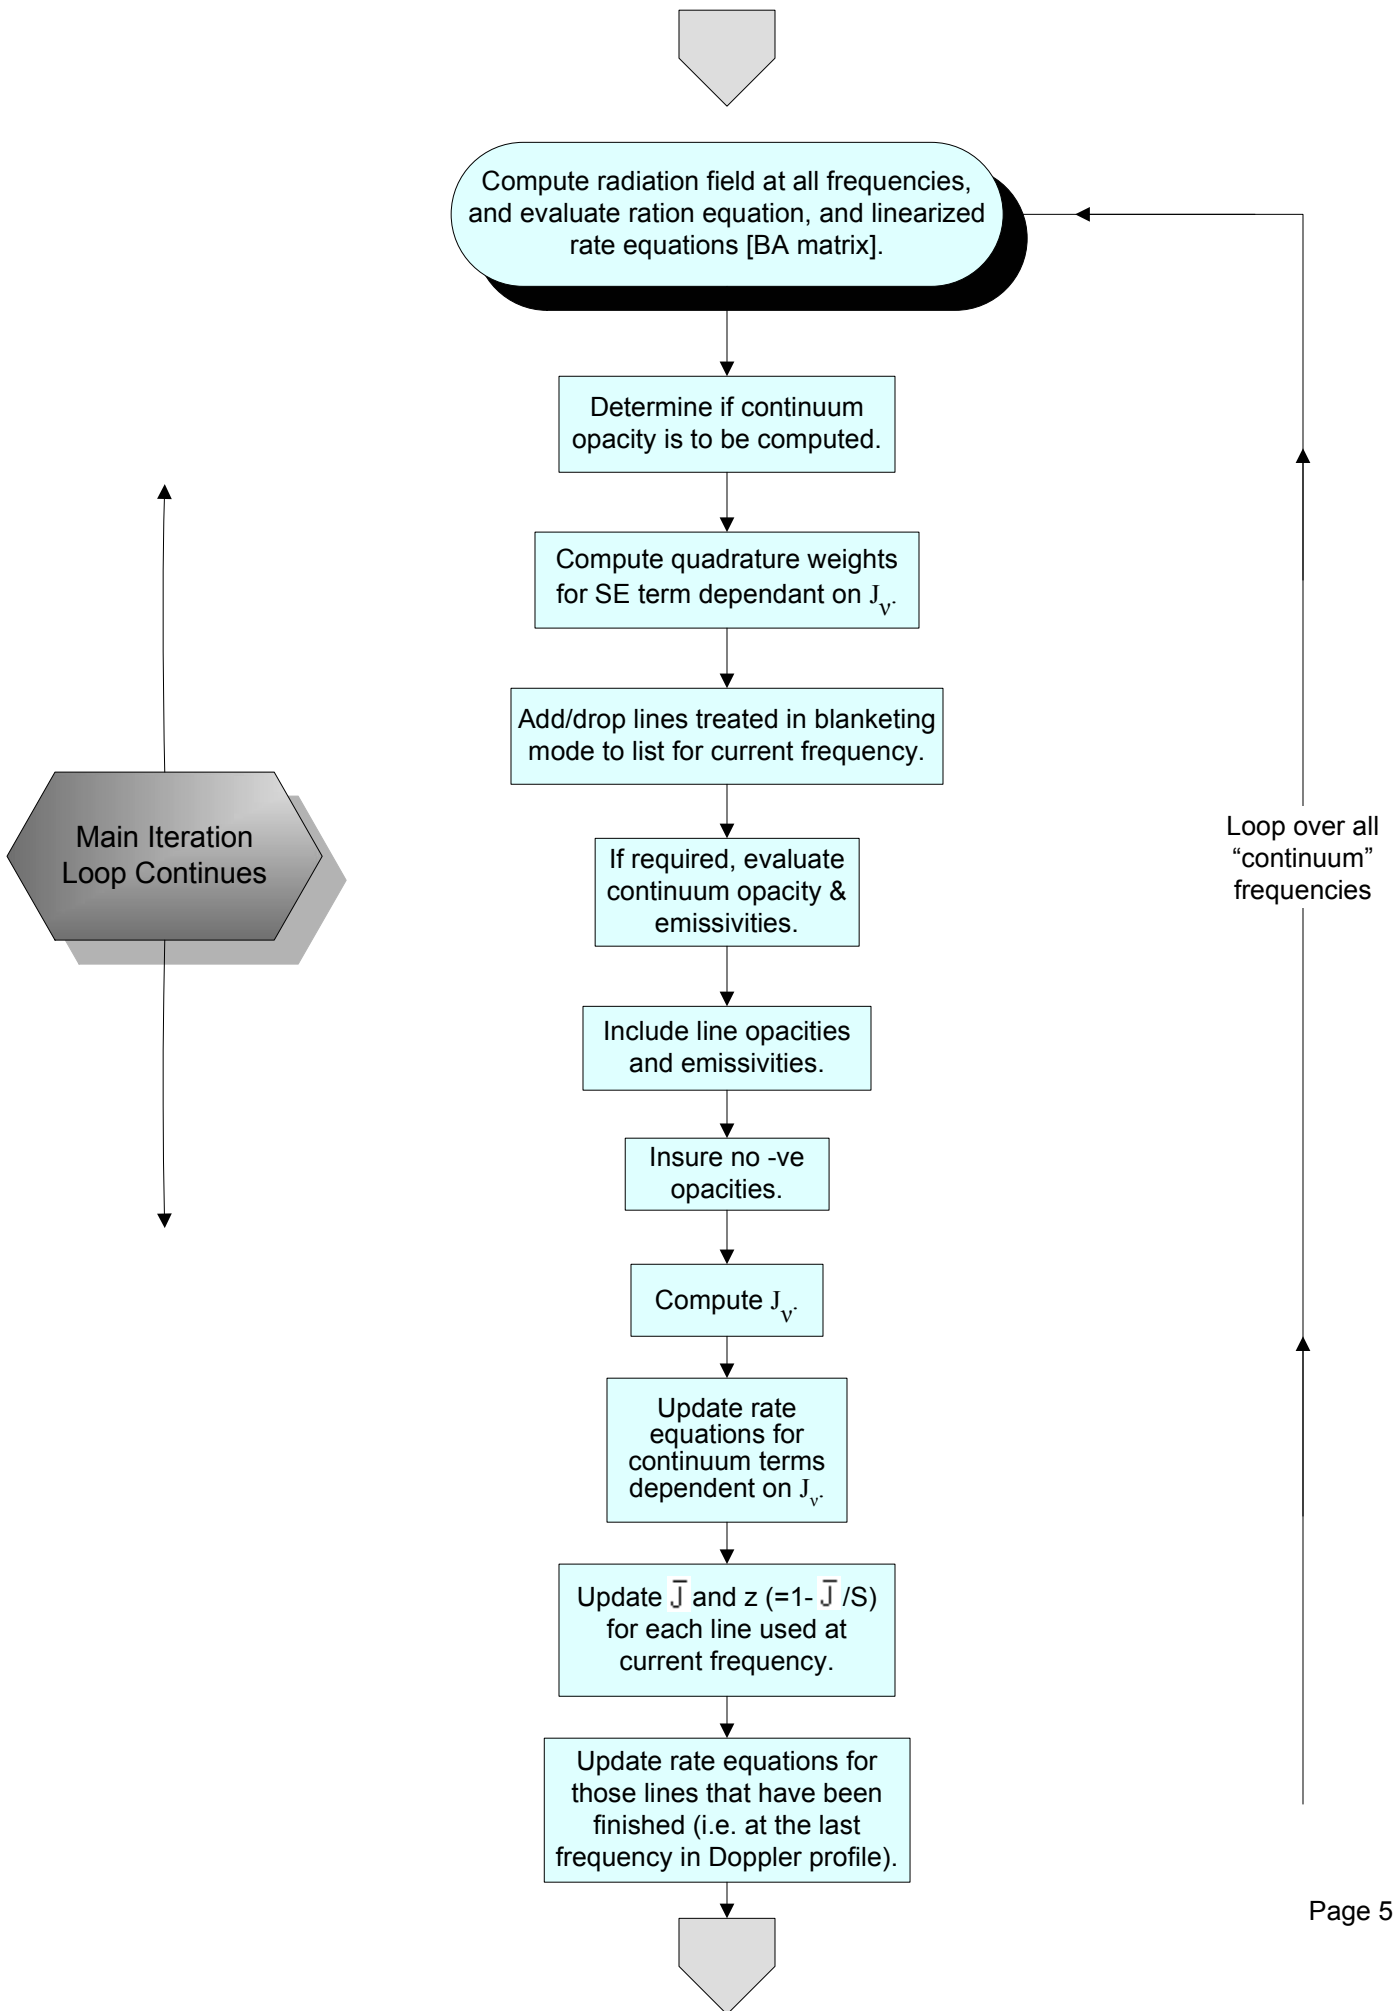 Compute radiation field at all frequencies,
and evaluate ration equation, and linearized
rate equations [BA matrix].
Determine if continuum
opacity is to be computed.
Compute quadrature weights
for SE term dependant on Jν.
Add/drop lines treated in blanketing
mode to list for current frequency.
Main Iteration
Loop Continues
Loop over all
“continuum”
frequencies
If required, evaluate
continuum opacity &
emissivities.
Include line opacities
and emissivities.
Insure no -ve
opacities.
Compute Jν.
Update rate
equations for
continuum terms
dependent on Jν.
Update J̅ and z (=1- J̅ /S)
for each line used at
current frequency.
Update rate equations for
those lines that have been
finished (i.e. at the last
frequency in Doppler profile).
Page 5